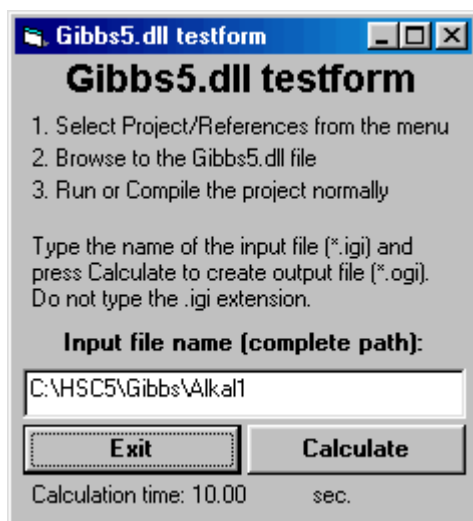 Gibbs5.dll testform
Gibbs5.dll testform
1. Select Project/References from the menu
2. Browse to the Gibbs5.dll file
3. Run or Compile the project normally
Type the name of the input file (*.igi) and
press Calculate to create output file (*.ogi).
Do not type the .igi extension.
Input file name (complete path):
C:\HSC5\Gibbs\Alkal1
Exit Calculate
Calculation time: 10.00 sec.